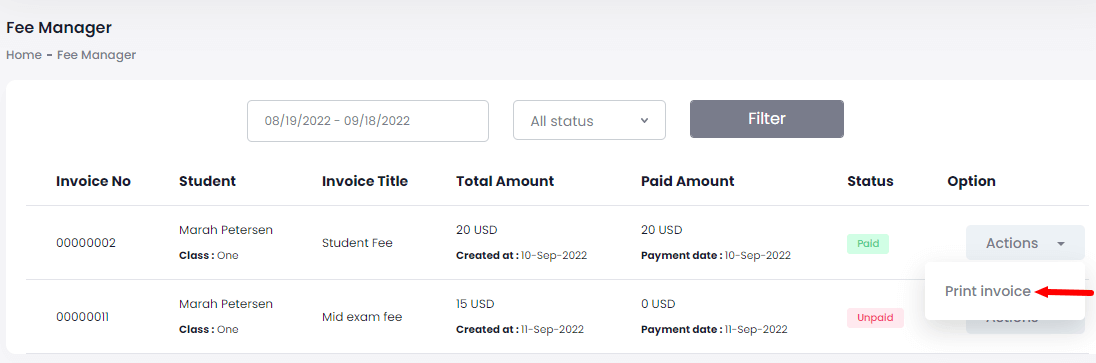 Fee Manager
Home - Fee Manager
08/19/2022 - 09/18/2022
All status
Filter
Invoice No Student Invoice Title Total Amount Paid Amount Status Option
00000002 Marah Petersen Class : One Student Fee 20 USD Created at : 10-Sep-2022 20 USD Payment date : 10-Sep-2022 Paid Actions
Print invoice
00000011 Marah Petersen Class : One Mid exam fee 15 USD Created at : 11-Sep-2022 0 USD Payment date : 11-Sep-2022 Unpaid Actions